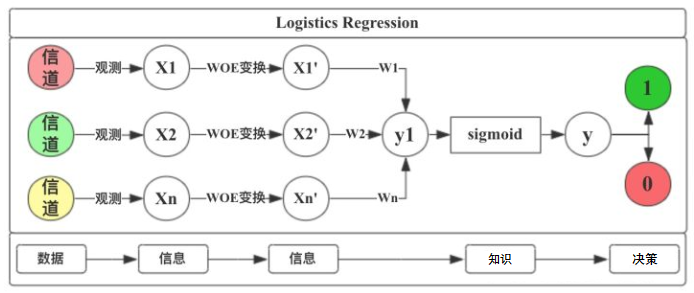 Logistics Regression
信道
观测
X1
WOE变换
X1'
W1
信道
观测
X2
WOE变换
X2'
W2
y1
sigmoid
y
1
0
信道
观测
Xn
WOE变换
Xn'
Wn
数据
信息
信息
知识
决策